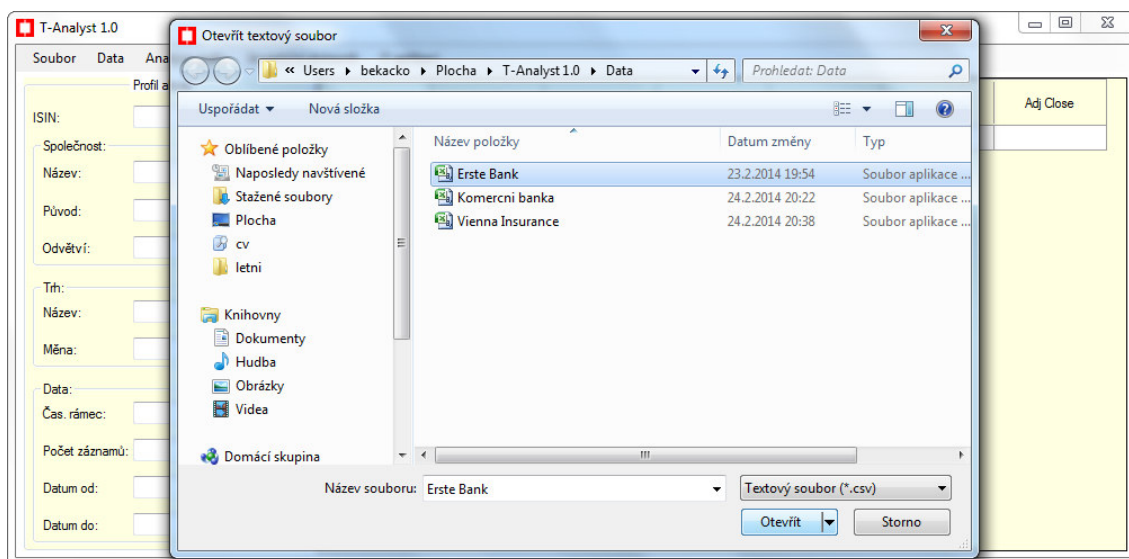 T-Analyst 1.0
Soubor Data Ana
Profil a
ISIN:
Společnost:
Název:
Původ:
Odvětví:
Trh:
Název:
Měna:
Data:
Čas. rámec:
Počet záznamů:
Datum od:
Datum do:
Adj Close
Otevřít textový soubor
« Users ▸ bekacko ▸ Plocha ▸ T-Analyst 1.0 ▸ Data
Prohledat: Data
Uspořádat Nová složka
Oblíbené položky
Naposledy navštívené
Stažené soubory
Plocha
cv
letni
Knihovny
Dokumenty
Hudba
Obrázky
Videa
Domácí skupina
Název položky Datum změny Typ
Erste Bank 23.2.2014 19:54 Soubor aplikace ...
Komercni banka 24.2.2014 20:22 Soubor aplikace ...
Vienna Insurance 24.2.2014 20:38 Soubor aplikace ...
Název souboru: Erste Bank Textový soubor (*.csv)
Otevřít Storno